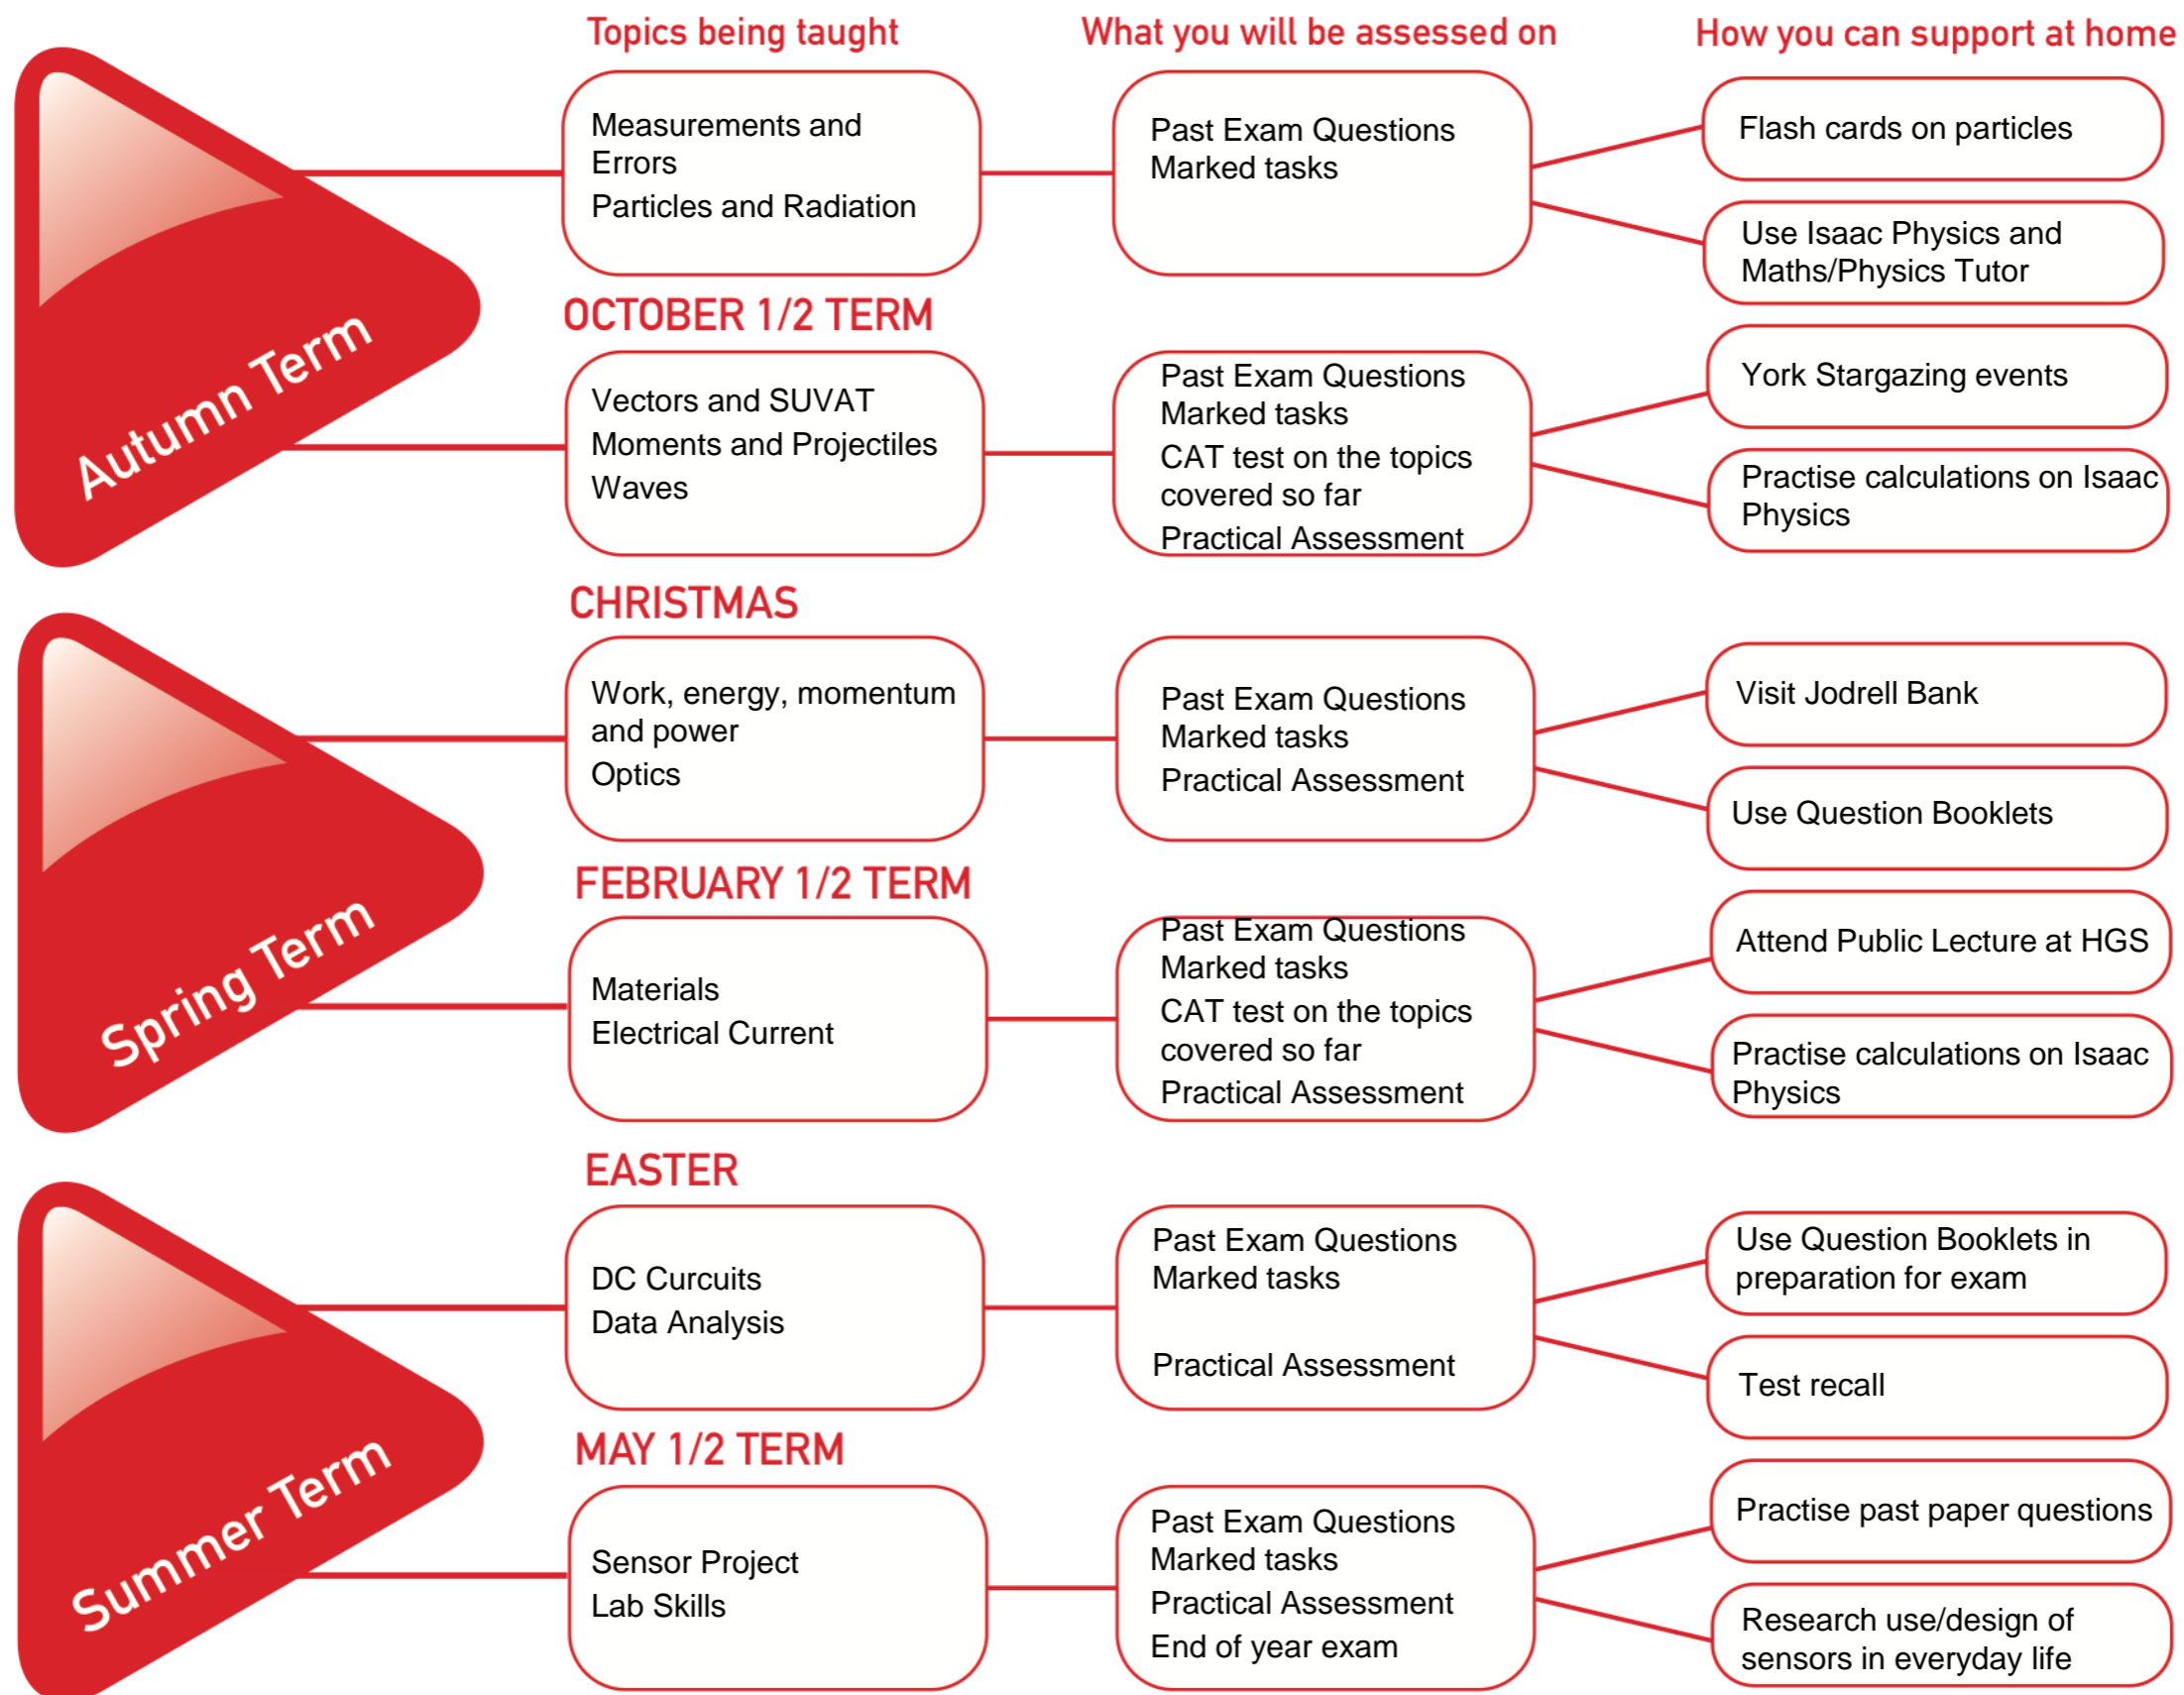 Topics being taught
What you will be assessed on
How you can support at home
Autumn Term
Measurements and
Errors
Particles and Radiation
Past Exam Questions
Marked tasks
Flash cards on particles
Use Isaac Physics and
Maths/Physics Tutor
OCTOBER 1/2 TERM
Vectors and SUVAT
Moments and Projectiles
Waves
Past Exam Questions
Marked tasks
CAT test on the topics
covered so far
Practical Assessment
York Stargazing events
Practise calculations on Isaac
Physics
CHRISTMAS
Spring Term
Work, energy, momentum
and power
Optics
Past Exam Questions
Marked tasks
Practical Assessment
Visit Jodrell Bank
Use Question Booklets
FEBRUARY 1/2 TERM
Materials
Electrical Current
Past Exam Questions
Marked tasks
CAT test on the topics
covered so far
Practical Assessment
Attend Public Lecture at HGS
Practise calculations on Isaac
Physics
EASTER
Summer Term
DC Curcuits
Data Analysis
Past Exam Questions
Marked tasks
Practical Assessment
Use Question Booklets in
preparation for exam
Test recall
MAY 1/2 TERM
Sensor Project
Lab Skills
Past Exam Questions
Marked tasks
Practical Assessment
End of year exam
Practise past paper questions
Research use/design of
sensors in everyday life